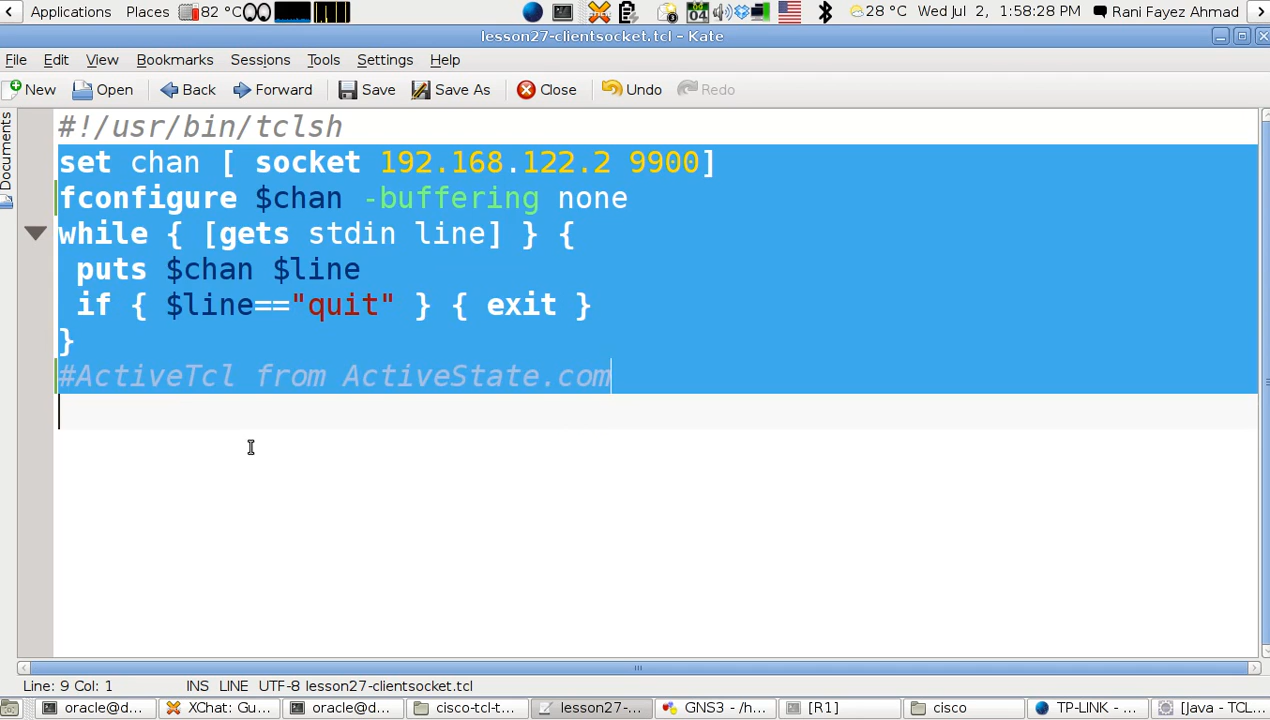 Applications Places 82 °C 04 28 °C Wed Jul 2, 1:58:28 PM Rani Fayez Ahmad
lesson27-clientsocket.tcl - Kate
File Edit View Bookmarks Sessions Tools Settings Help
New Open Back Forward Save Save As Close Undo Redo
Documents
#!/usr/bin/tclsh
set chan [ socket 192.168.122.2 9900]
fconfigure $chan -buffering none
while { [gets stdin line] } {
puts $chan $line
if { $line=="quit" } { exit }
}
#ActiveTcl from ActiveState.com
Line: 9 Col: 1 INS LINE UTF-8 lesson27-clientsocket.tcl
oracle@d... XChat: Gu... oracle@d... cisco-tcl-t... lesson27-... GNS3 - /h... [R1] cisco TP-LINK - ... [Java - TCL...